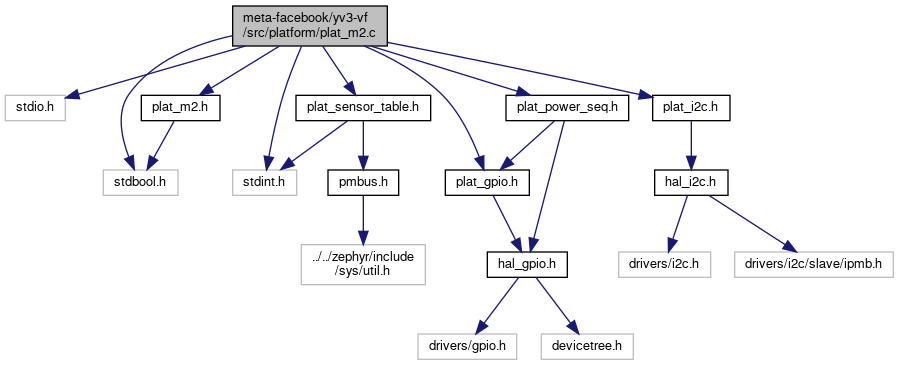 meta-facebook/yv3-vf
/src/platform/plat_m2.c
stdio.h
plat_m2.h
plat_sensor_table.h
plat_power_seq.h
plat_i2c.h
stdbool.h
stdint.h
pmbus.h
plat_gpio.h
hal_i2c.h
../../zephyr/include
/sys/util.h
hal_gpio.h
drivers/i2c.h
drivers/i2c/slave/ipmb.h
drivers/gpio.h
devicetree.h